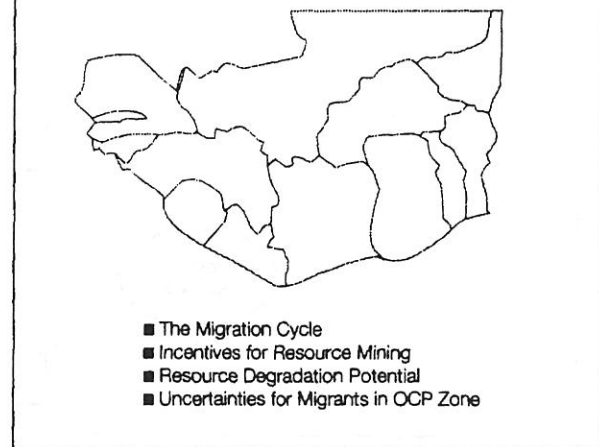 ■ The Migration Cycle
■ Incentives for Resource Mining
■ Resource Degradation Potential
■ Uncertainties for Migrants in OCP Zone